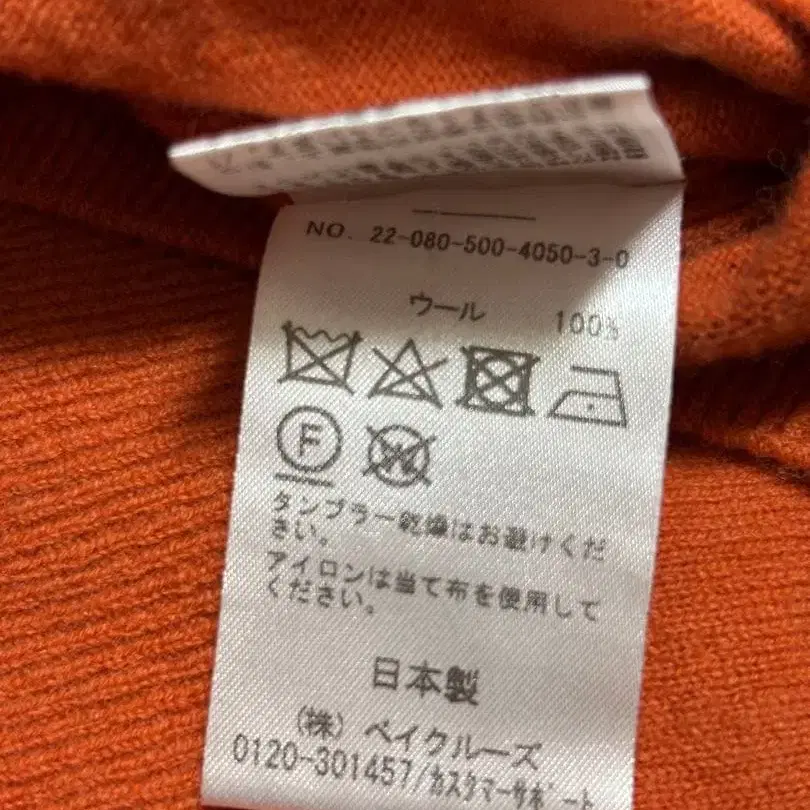 NO. 22-080-500-4050-3-0
ウール 100%
F W
タンブラー乾燥はお避けくだ
さい。
アイロンは当て布を使用して
ください。
日本製
(株) ベイクルーズ
0120-301457/カスタマーサポート